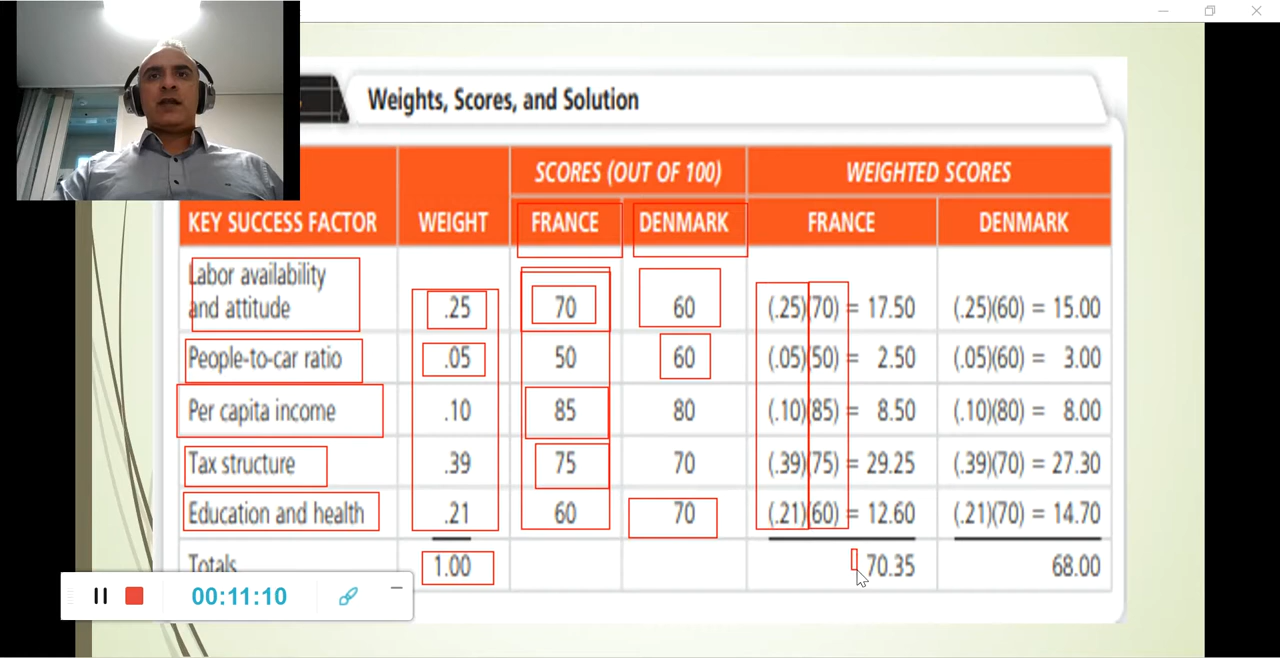 Weights, Scores, and Solution
SCORES (OUT OF 100) WEIGHTED SCORES
KEY SUCCESS FACTOR WEIGHT FRANCE DENMARK FRANCE DENMARK
Labor availability
and attitude .25 70 60 (.25)(70) = 17.50 (.25)(60) = 15.00
People-to-car ratio .05 50 60 (.05)(50) = 2.50 (.05)(60) = 3.00
Per capita income .10 85 80 (.10)(85) = 8.50 (.10)(80) = 8.00
Tax structure .39 75 70 (.39)(75) = 29.25 (.39)(70) = 27.30
Education and health .21 60 70 (.21)(60) = 12.60 (.21)(70) = 14.70
Totals 1.00 70.35 68.00
00:11:10